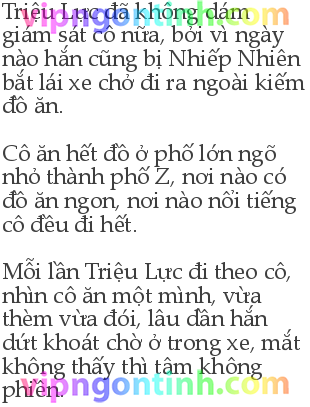 vipngontinh.com
Triệu Lực đã không dám
giám sát cô nữa, bởi vì ngày
nào hắn cũng bị Nhiếp Nhiên
bắt lái xe chở đi ra ngoài kiếm
đồ ăn.
Cô ăn hết đồ ở phố lớn ngõ
nhỏ thành phố Z, nơi nào có
đồ ăn ngon, nơi nào nổi tiếng
cô đều đi hết.
Mỗi lần Triệu Lực đi theo cô,
nhìn cô ăn một mình, vừa
thèm vừa đói, lâu dần hắn
dứt khoát chờ ở trong xe, mắt
không thấy thì tâm không
phiền.
vipngontinh.com